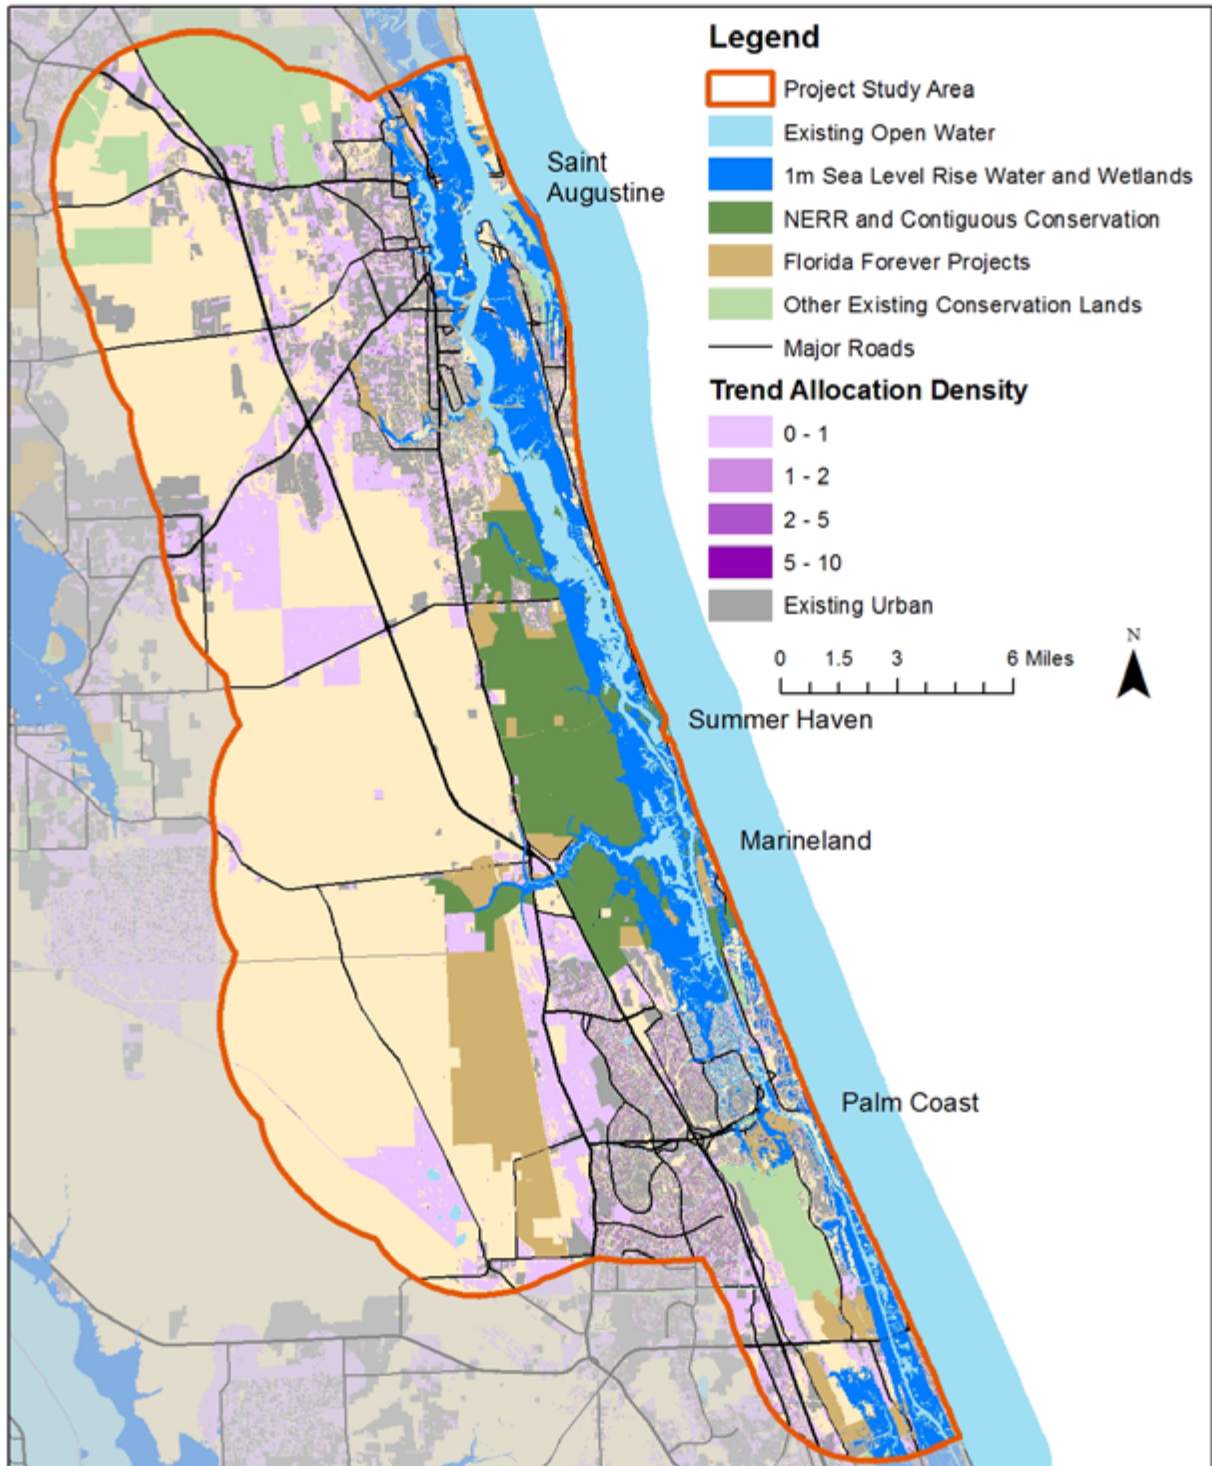 Legend
Project Study Area
Existing Open Water
1m Sea Level Rise Water and Wetlands
NERR and Contiguous Conservation
Florida Forever Projects
Other Existing Conservation Lands
Major Roads
Trend Allocation Density
0 - 1
1 - 2
2 - 5
5 - 10
Existing Urban
0 1.5 3 6 Miles
N
Saint
Augustine
Summer Haven
Marineland
Palm Coast